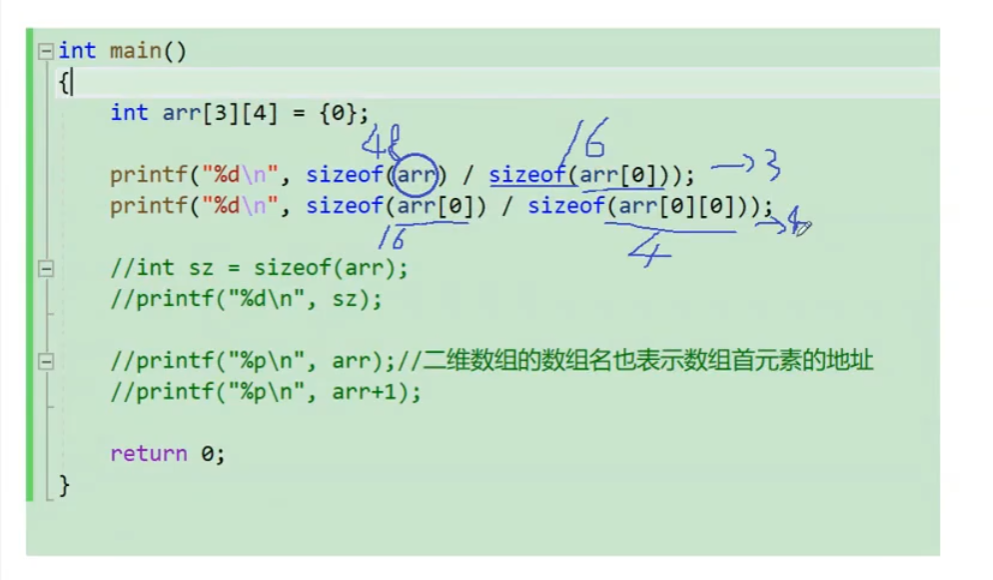 int main()
{
int arr[3][4] = {0};
48 16
printf("%d\n", sizeof(arr) / sizeof(arr[0])); →3
printf("%d\n", sizeof(arr[0]) / sizeof(arr[0][0]));
16 4
//int sz = sizeof(arr);
//printf("%d\n", sz);
//printf("%p\n", arr);//二维数组的数组名也表示数组首元素的地址
//printf("%p\n", arr+1);
return 0;
}